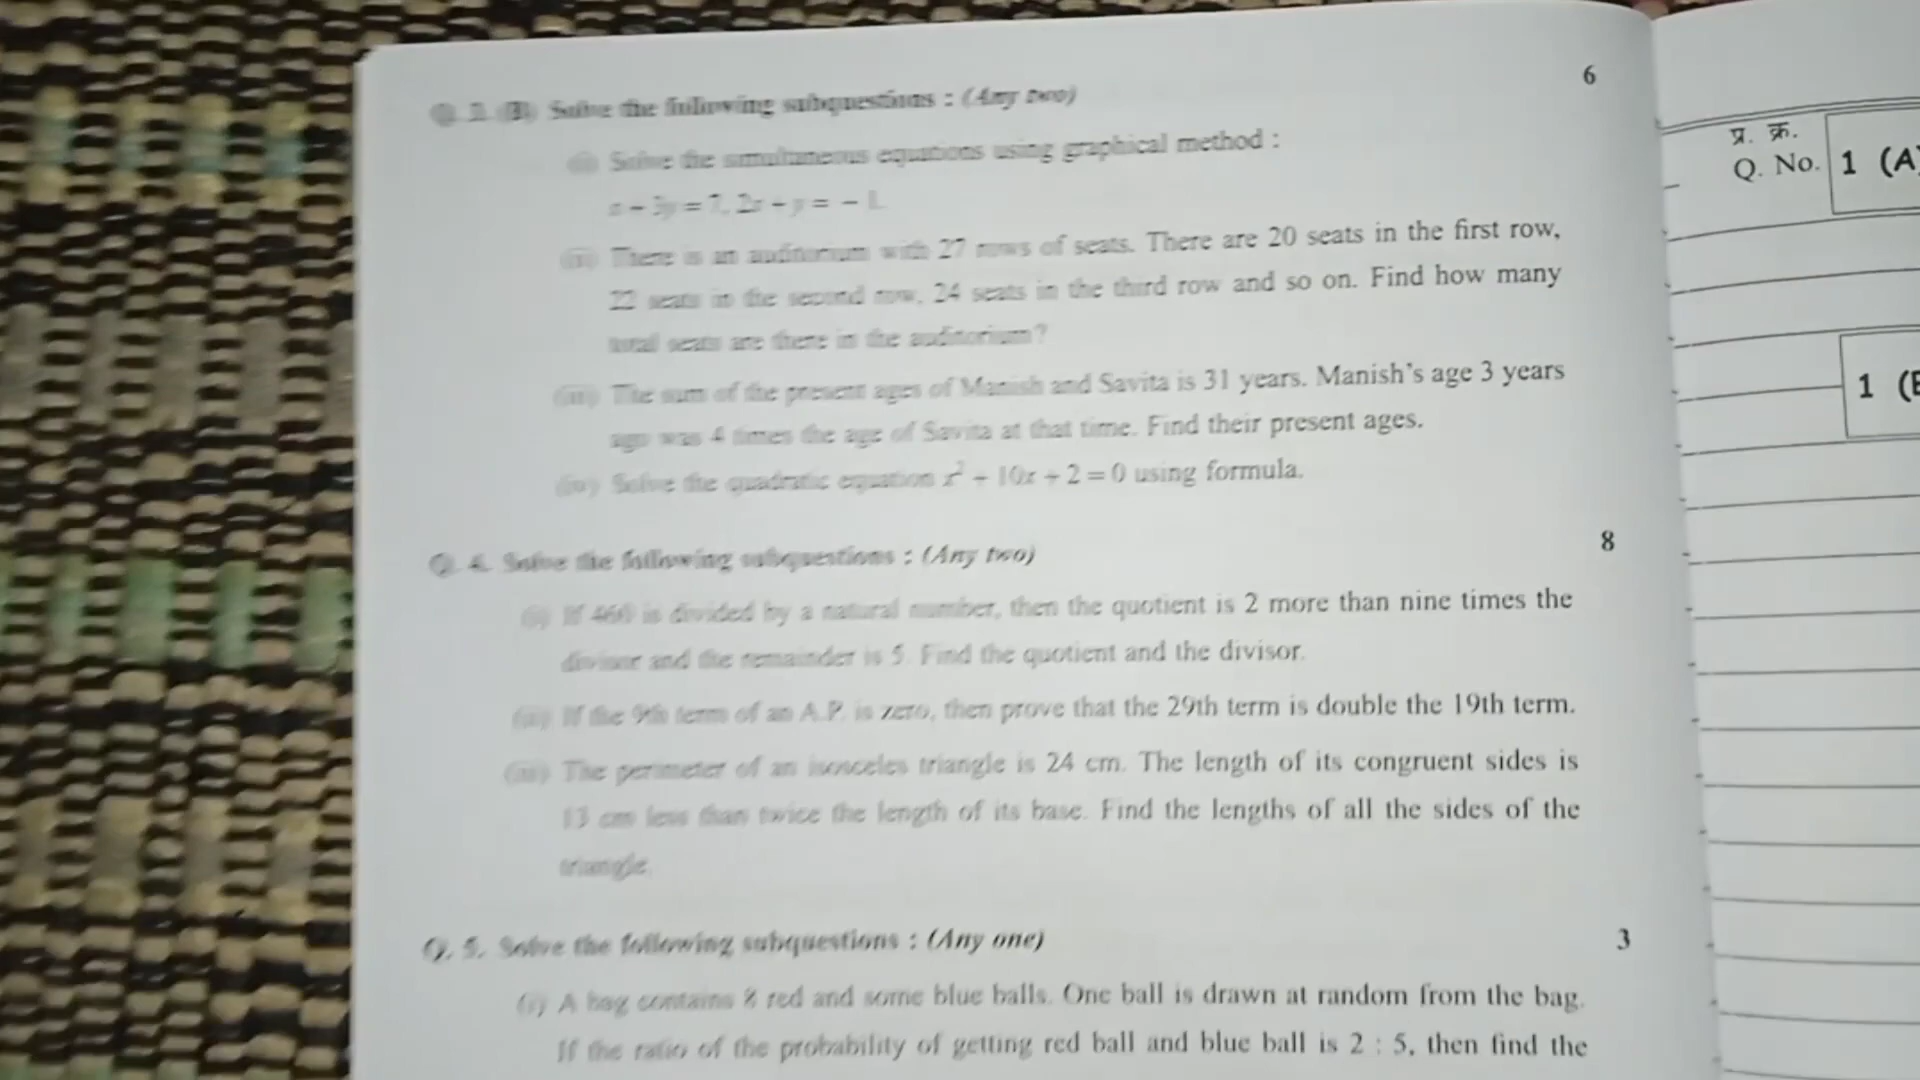 Q. 3. (B) Solve the following subquestions : (Any two) 6
(i) Solve the simultaneous equations using graphical method :
= 7, 2x + y = – 1.
(ii) There is an auditorium with 27 rows of seats. There are 20 seats in the first row,
22 seats in the second row, 24 seats in the third row and so on. Find how many
total seats are there in the auditorium?
(iii) The sum of the present ages of Manish and Savita is 31 years. Manish's age 3 years
ago was 4 times the age of Savita at that time. Find their present ages.
(iv) Solve the quadratic equation x² + 10x + 2 = 0 using formula.
Q. 4. Solve the following subquestions : (Any two) 8
(i) If 460 is divided by a natural number, then the quotient is 2 more than nine times the
divisor and the remainder is 5. Find the quotient and the divisor.
(ii) If the 9th term of an A.P. is zero, then prove that the 29th term is double the 19th term.
(iii) The perimeter of an isosceles triangle is 24 cm. The length of its congruent sides is
13 cm less than twice the length of its base. Find the lengths of all the sides of the
triangle.
Q. 5. Solve the following subquestions : (Any one) 3
(i) A bag contains 8 red and some blue balls. One ball is drawn at random from the bag.
If the ratio of the probability of getting red ball and blue ball is 2 : 5, then find the
प्र. क्र.
Q. No. 1 (A)
1 (